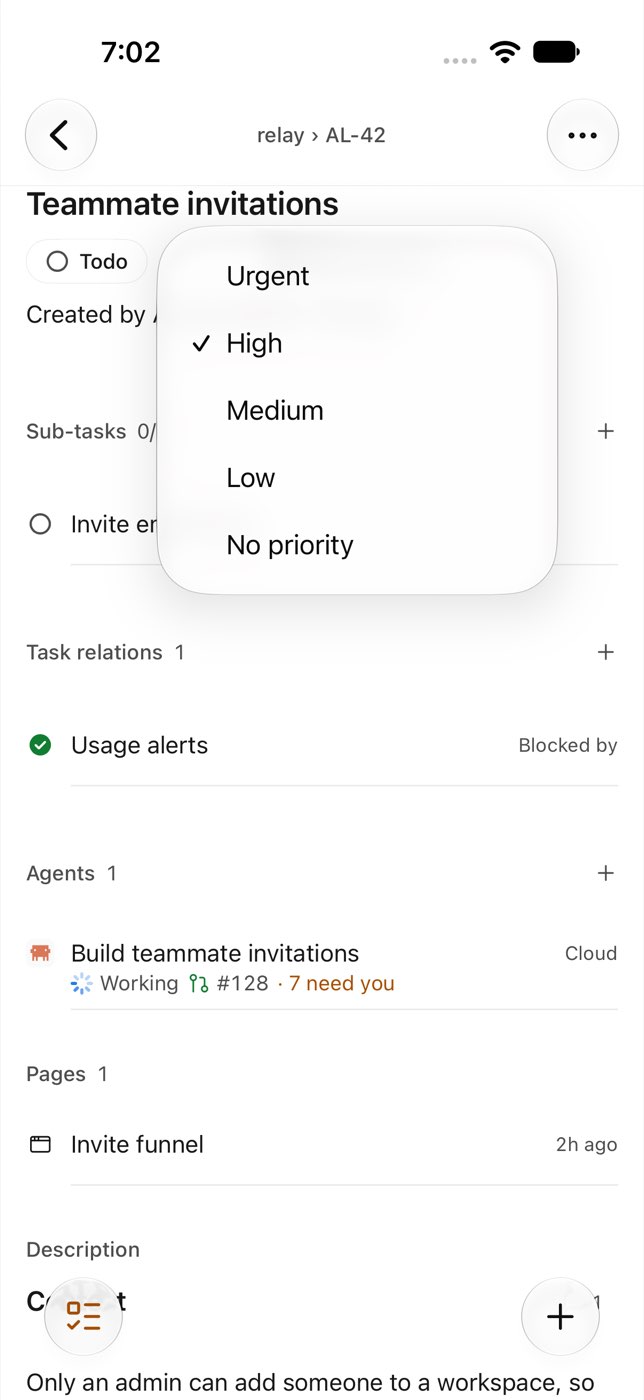 7:02
relay › AL-42
Teammate invitations
Todo
Urgent
Created by
High
Medium
Sub-tasks 0/
Low
Invite
No priority
Task relations 1
Usage alerts
Blocked by
Agents 1
Build teammate invitations
Cloud
Working #128 · 7 need you
Pages 1
Invite funnel
2h ago
Description
Only an admin can add someone to a workspace, so